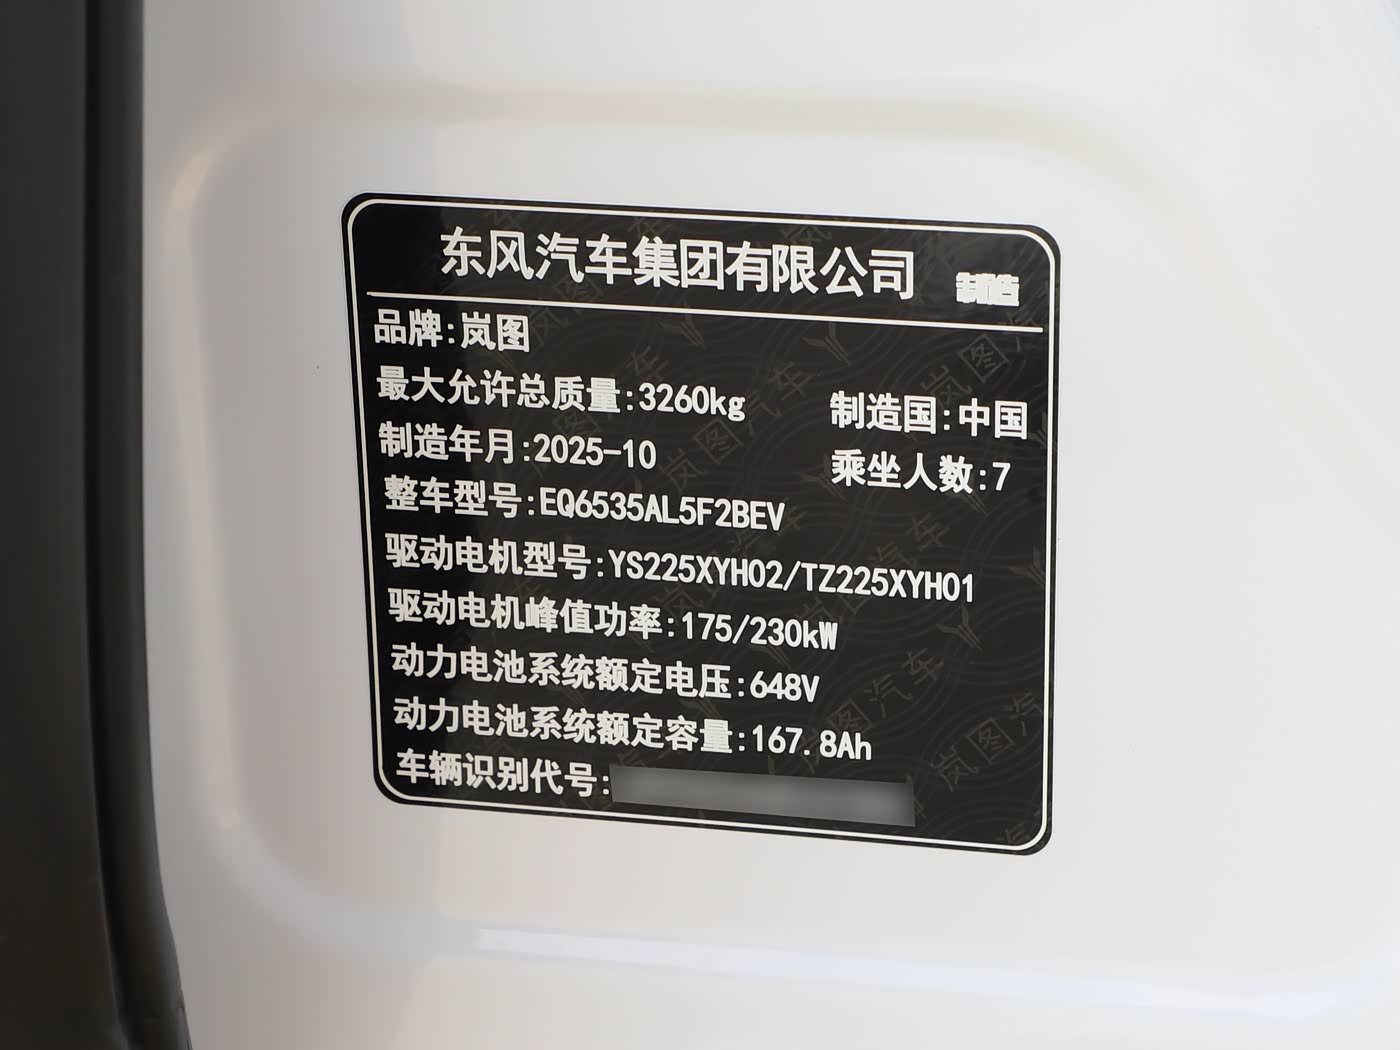 东风汽车集团有限公司 制造
品牌:岚图
最大允许总质量:3260kg 制造国:中国
制造年月:2025-10 乘坐人数:7
整车型号:EQ6535AL5F2BEV
驱动电机型号:YS225XYH02/TZ225XYH01
驱动电机峰值功率:175/230kW
动力电池系统额定电压:648V
动力电池系统额定容量:167.8Ah
车辆识别代号: